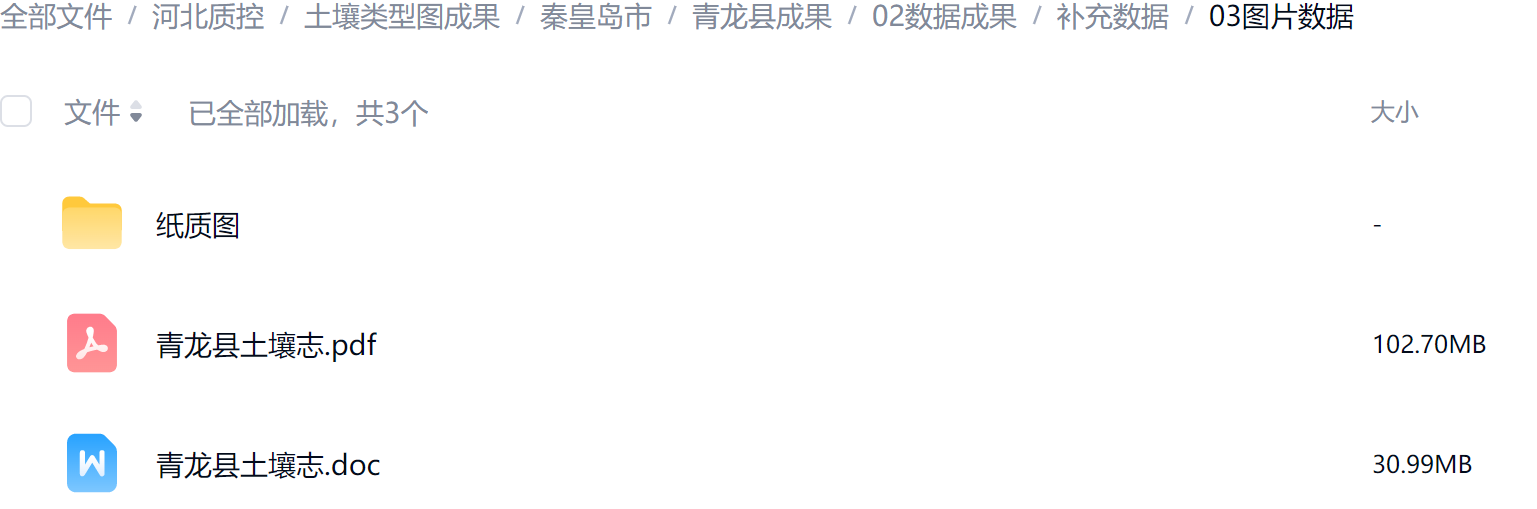 全部文件 / 河北质控 / 土壤类型图成果 / 秦皇岛市 / 青龙县成果 / 02数据成果 / 补充数据 / 03图片数据
文件 已全部加载，共3个 大小
纸质图 -
青龙县土壤志.pdf 102.70MB
青龙县土壤志.doc 30.99MB